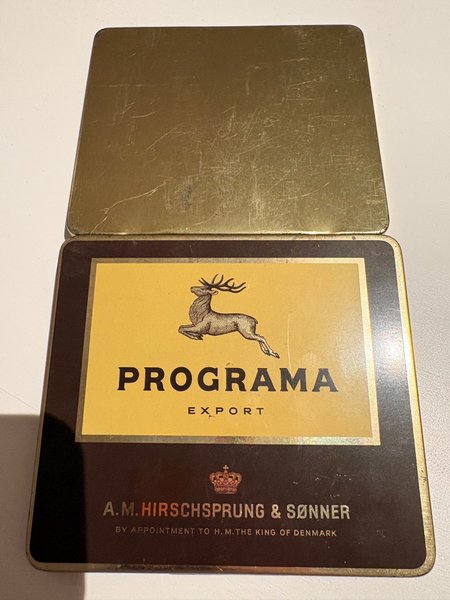 PROGRAMA
EXPORT
A.M. HIRSCHSPRUNG & SØNNER
BY APPOINTMENT TO H.M. THE KING OF DENMARK